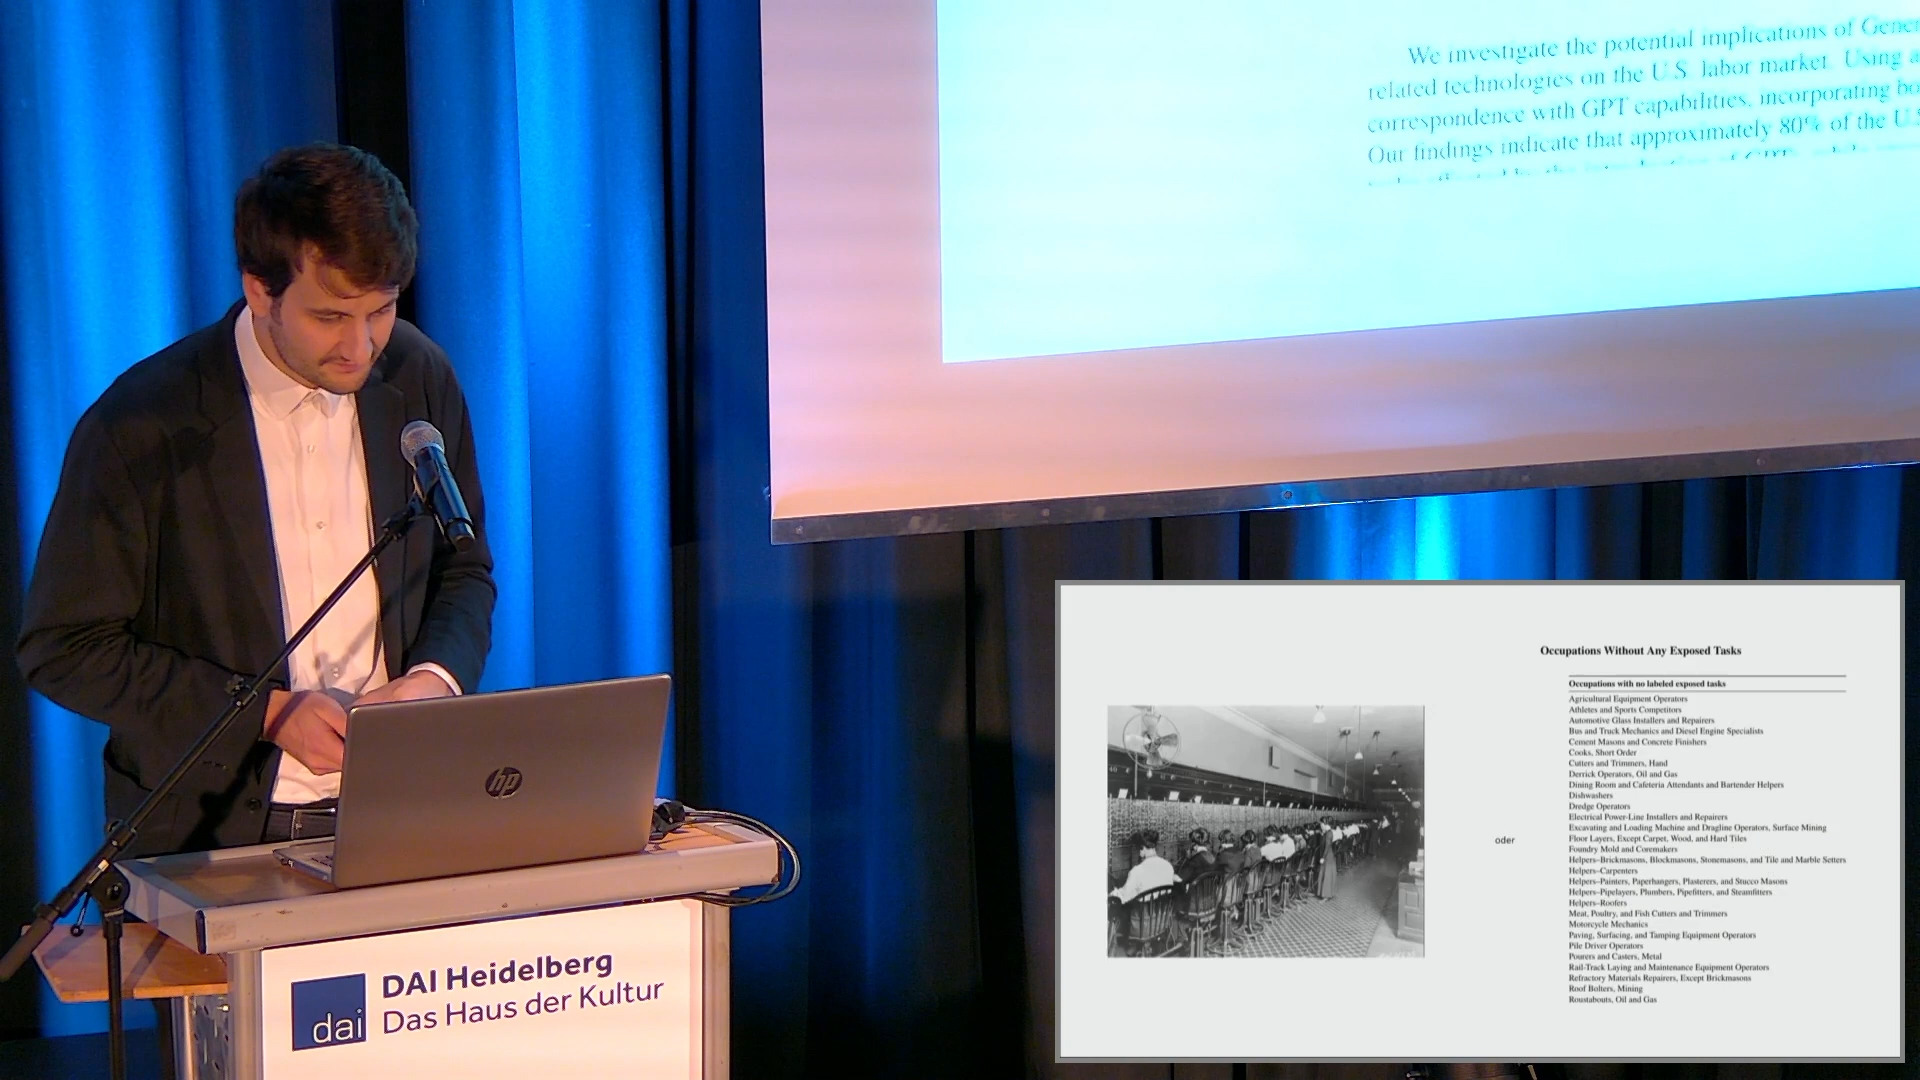 We investigate the potential implications of Gener
related technologies on the U.S. labor market. Using a
correspondence with GPT capabilities, incorporating bo
Our findings indicate that approximately 80% of the U.S
hp
dai
DAI Heidelberg
Das Haus der Kultur
oder
Occupations Without Any Exposed Tasks
Occupations with no labeled exposed tasks
Agricultural Equipment Operators
Athletes and Sports Competitors
Automotive Glass Installers and Repairers
Bus and Truck Mechanics and Diesel Engine Specialists
Cement Masons and Concrete Finishers
Cooks, Short Order
Cutters and Trimmers, Hand
Derrick Operators, Oil and Gas
Dining Room and Cafeteria Attendants and Bartender Helpers
Dishwashers
Dredge Operators
Electrical Power-Line Installers and Repairers
Excavating and Loading Machine and Dragline Operators, Surface Mining
Floor Layers, Except Carpet, Wood, and Hard Tiles
Foundry Mold and Coremakers
Helpers–Brickmasons, Blockmasons, Stonemasons, and Tile and Marble Setters
Helpers–Carpenters
Helpers–Painters, Paperhangers, Plasterers, and Stucco Masons
Helpers–Pipelayers, Plumbers, Pipefitters, and Steamfitters
Helpers–Roofers
Meat, Poultry, and Fish Cutters and Trimmers
Motorcycle Mechanics
Paving, Surfacing, and Tamping Equipment Operators
Pile Driver Operators
Pourers and Casters, Metal
Rail-Track Laying and Maintenance Equipment Operators
Refractory Materials Repairers, Except Brickmasons
Roof Bolters, Mining
Roustabouts, Oil and Gas